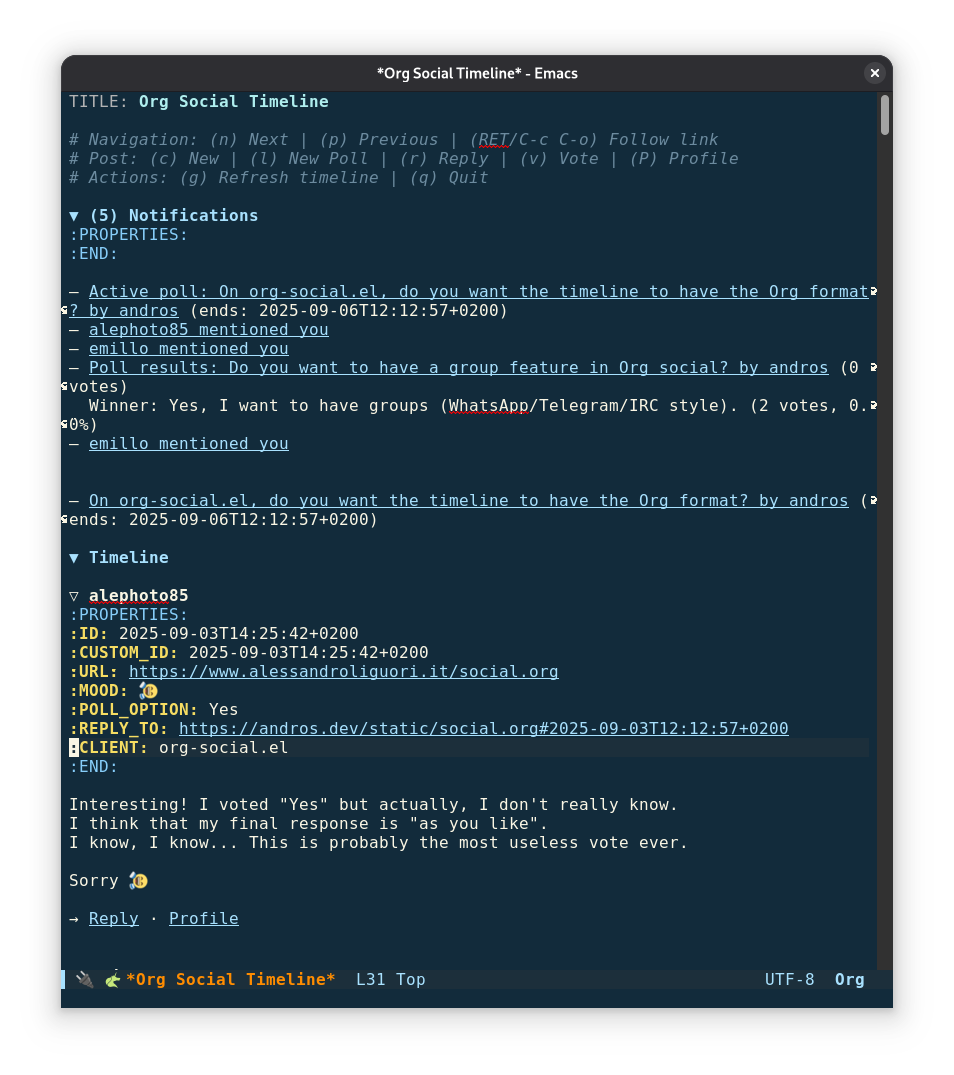 *Org Social Timeline* - Emacs
TITLE: Org Social Timeline
# Navigation: (n) Next | (p) Previous | (RET/C-c C-o) Follow link
# Post: (c) New | (l) New Poll | (r) Reply | (v) Vote | (P) Profile
# Actions: (g) Refresh timeline | (q) Quit
▼ (5) Notifications
:PROPERTIES:
:END:
– Active poll: On org-social.el, do you want the timeline to have the Org format
? by andros (ends: 2025-09-06T12:12:57+0200)
– alephoto85 mentioned you
– emillo mentioned you
– Poll results: Do you want to have a group feature in Org social? by andros (0
votes)
Winner: Yes, I want to have groups (WhatsApp/Telegram/IRC style). (2 votes, 0.
0%)
– emillo mentioned you
– On org-social.el, do you want the timeline to have the Org format? by andros (
ends: 2025-09-06T12:12:57+0200)
▼ Timeline
▽ alephoto85
:PROPERTIES:
:ID: 2025-09-03T14:25:42+0200
:CUSTOM_ID: 2025-09-03T14:25:42+0200
:URL: https://www.alessandroliguori.it/social.org
:MOOD:
:POLL_OPTION: Yes
:REPLY_TO: https://andros.dev/static/social.org#2025-09-03T12:12:57+0200
:CLIENT: org-social.el
:END:
Interesting! I voted "Yes" but actually, I don't really know.
I think that my final response is "as you like".
I know, I know... This is probably the most useless vote ever.
Sorry
→ Reply · Profile
*Org Social Timeline* L31 Top UTF-8 Org